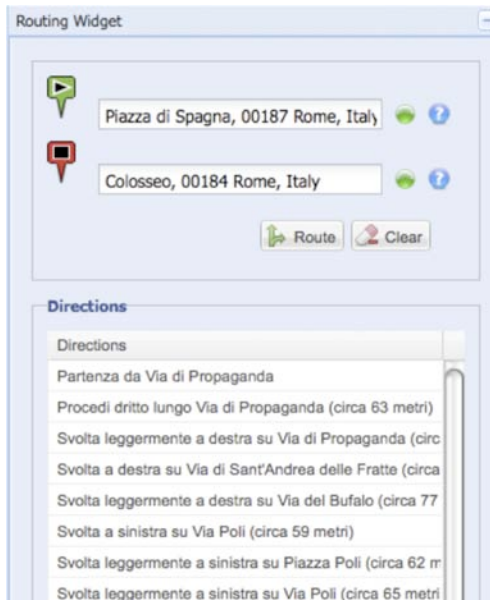 Routing Widget
Piazza di Spagna, 00187 Rome, Italy
Colosseo, 00184 Rome, Italy
Route Clear
Directions
Directions
Partenza da Via di Propaganda
Procedi dritto lungo Via di Propaganda (circa 63 metri)
Svolta leggermente a destra su Via di Propaganda (circ
Svolta a destra su Via di Sant'Andrea delle Fratte (circa
Svolta leggermente a destra su Via del Bufalo (circa 77
Svolta a sinistra su Via Poli (circa 59 metri)
Svolta leggermente a sinistra su Piazza Poli (circa 62 m
Svolta leggermente a sinistra su Via Poli (circa 65 metri